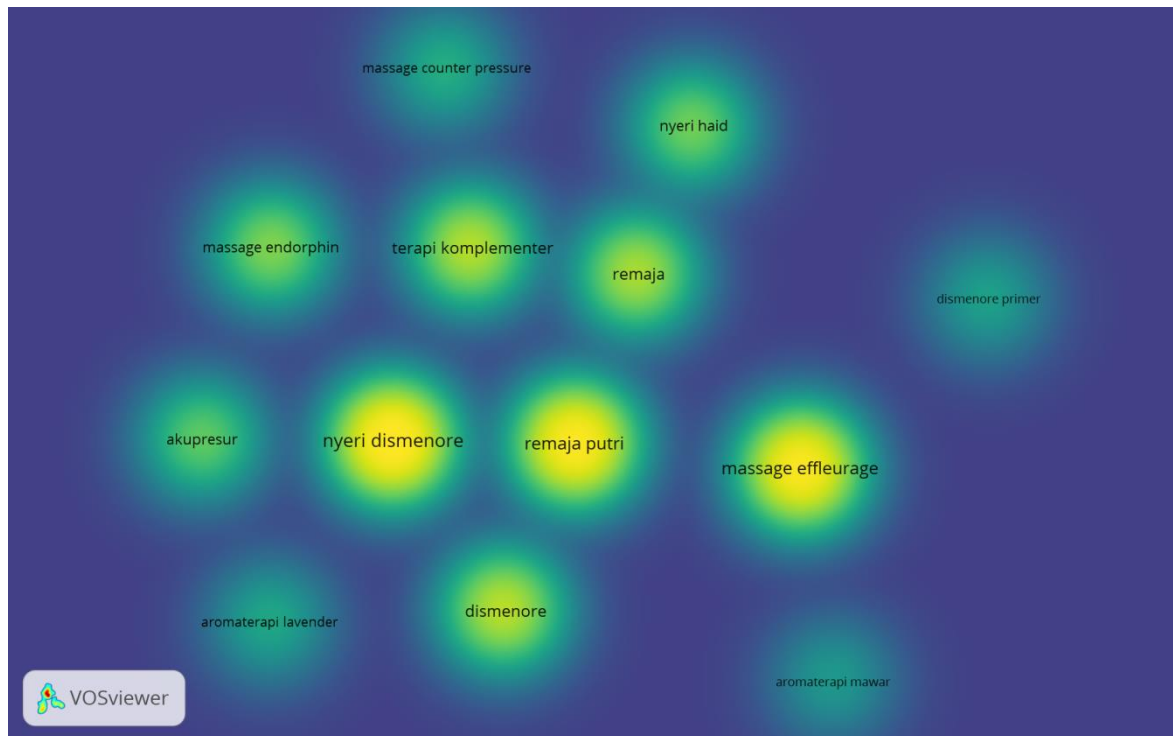 massage counter pressure
nyeri haid
massage endorphin
terapi komplementer
remaja
dismenore primer
akupresur
nyeri dismenore
remaja putri
massage effleurage
aromaterapi lavender
dismenore
aromaterapi mawar
VOSviewer